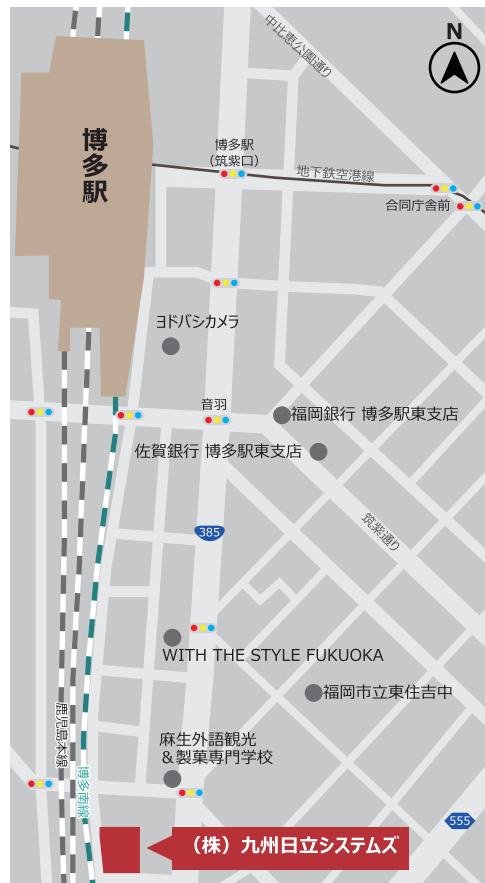 中比恵公園通り
N
博多駅
博多駅
(筑紫口)
地下鉄空港線
合同庁舎前
ヨドバシカメラ
音羽
福岡銀行 博多駅東支店
佐賀銀行 博多駅東支店
筑紫通り
385
WITH THE STYLE FUKUOKA
福岡市立東住吉中
鹿児島本線
麻生外語観光
&製菓専門学校
博多南線
555
(株)九州日立システムズ